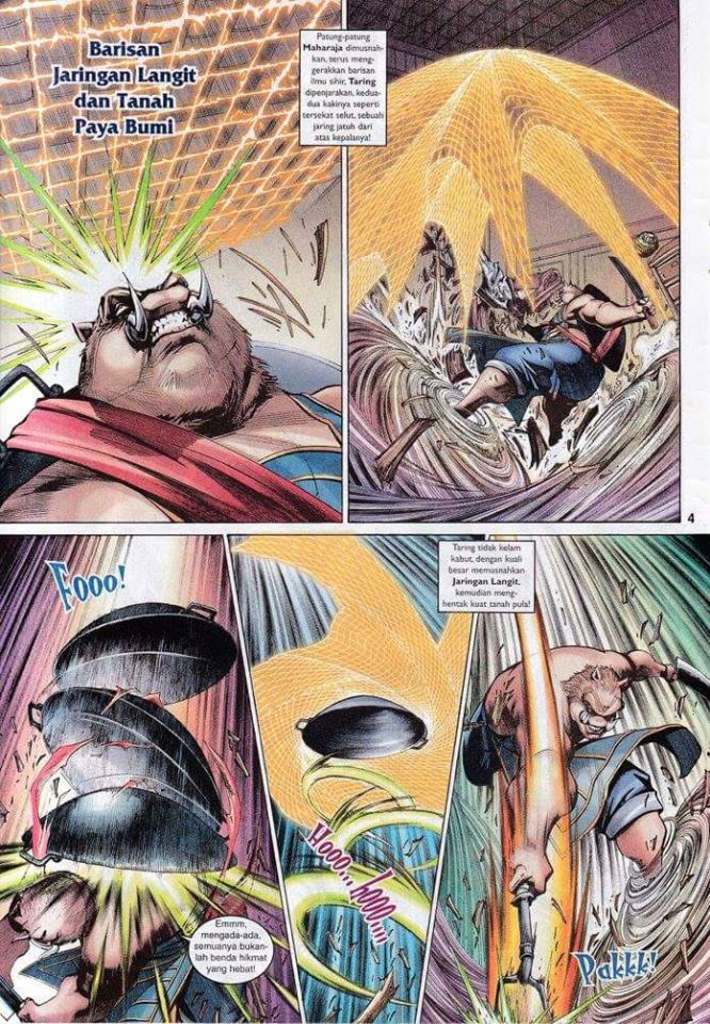 Barisan
Jaringan Langit
dan Tanah
Paya Bumi
Patung-patung
Maharaja dimusnah-
kan, terus meng-
gerakkan barisan
ilmu sihir, Taring
dipenjarakan, kedua-
dua kakinya seperti
tersekat selut, sebuah
jaring jatuh dari
atas kepalanya!
4
Fooo!
Emmm,
mengada-ada,
semuanya bukan-
lah benda hikmat
yang hebat!
Hooo... hooo,,,
Taring tidak kelam
kabut, dengan kuali
besar memusnahkan
Jaringan Langit,
kemudian meng-
hentak kuat tanah pula!
Pakkk!